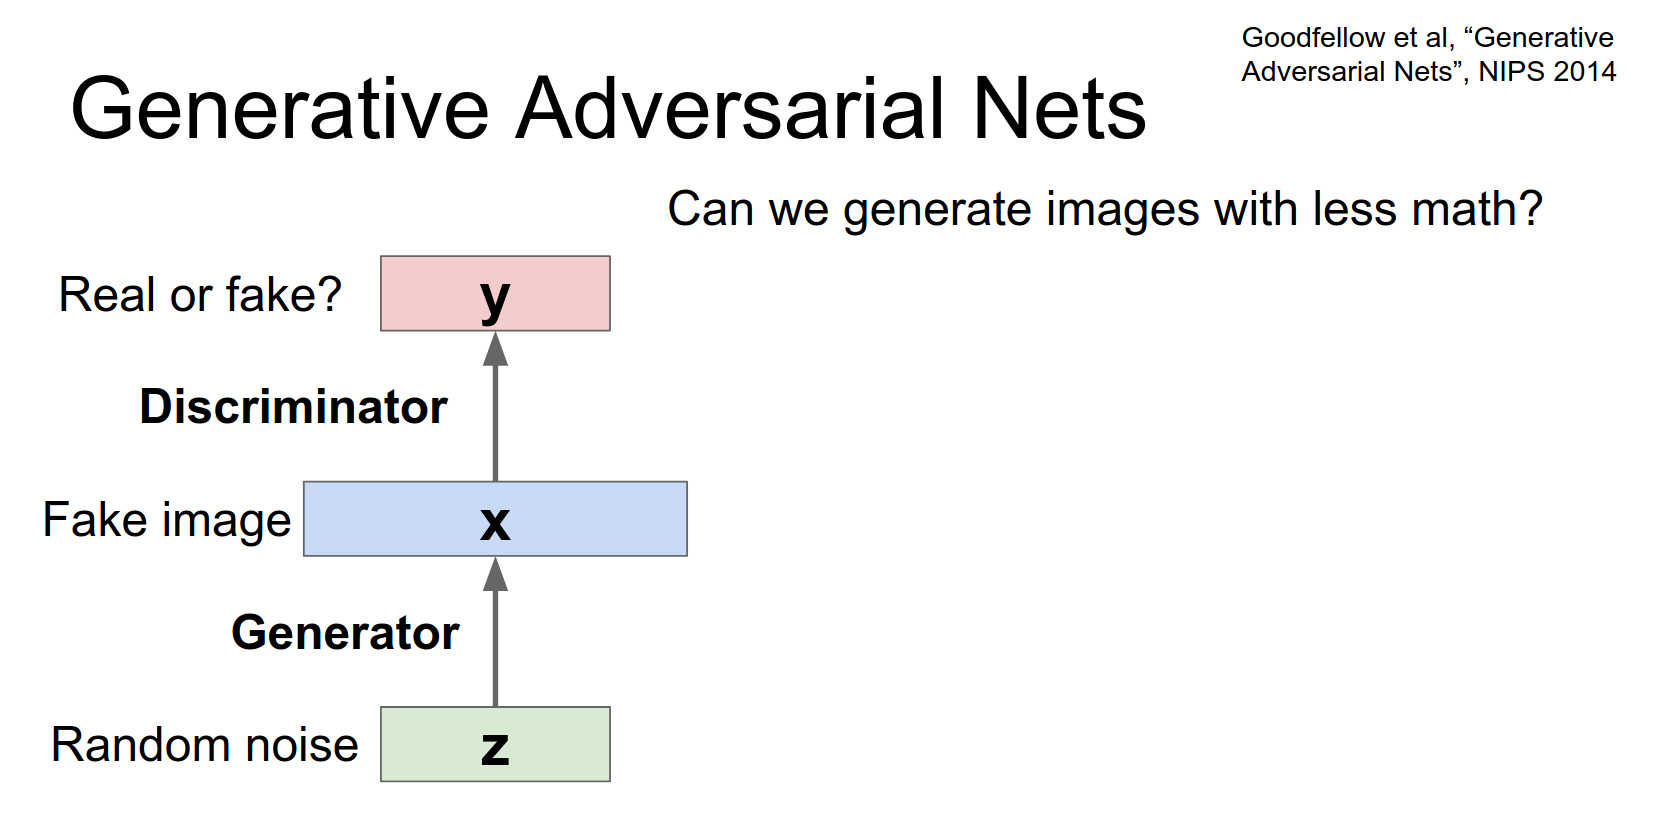 Goodfellow et al, “Generative
Adversarial Nets”, NIPS 2014
Generative Adversarial Nets
Can we generate images with less math?
Real or fake?
y
Discriminator
Fake image
x
Generator
Random noise
z